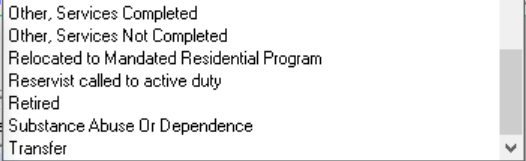 Other, Services Completed
Other, Services Not Completed
Relocated to Mandated Residential Program
Reservist called to active duty
Retired
Substance Abuse Or Dependence
Transfer